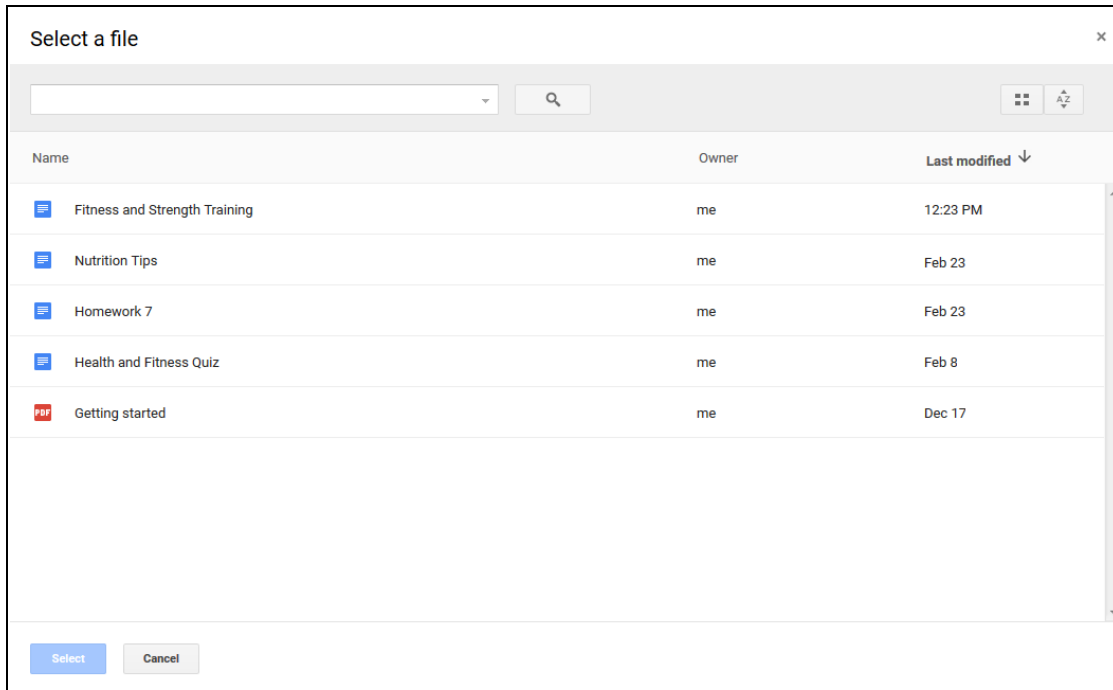 Select a file
×
AZ
Name Owner Last modified
Fitness and Strength Training me 12:23 PM
Nutrition Tips me Feb 23
Homework 7 me Feb 23
Health and Fitness Quiz me Feb 8
PDF Getting started me Dec 17
Select Cancel